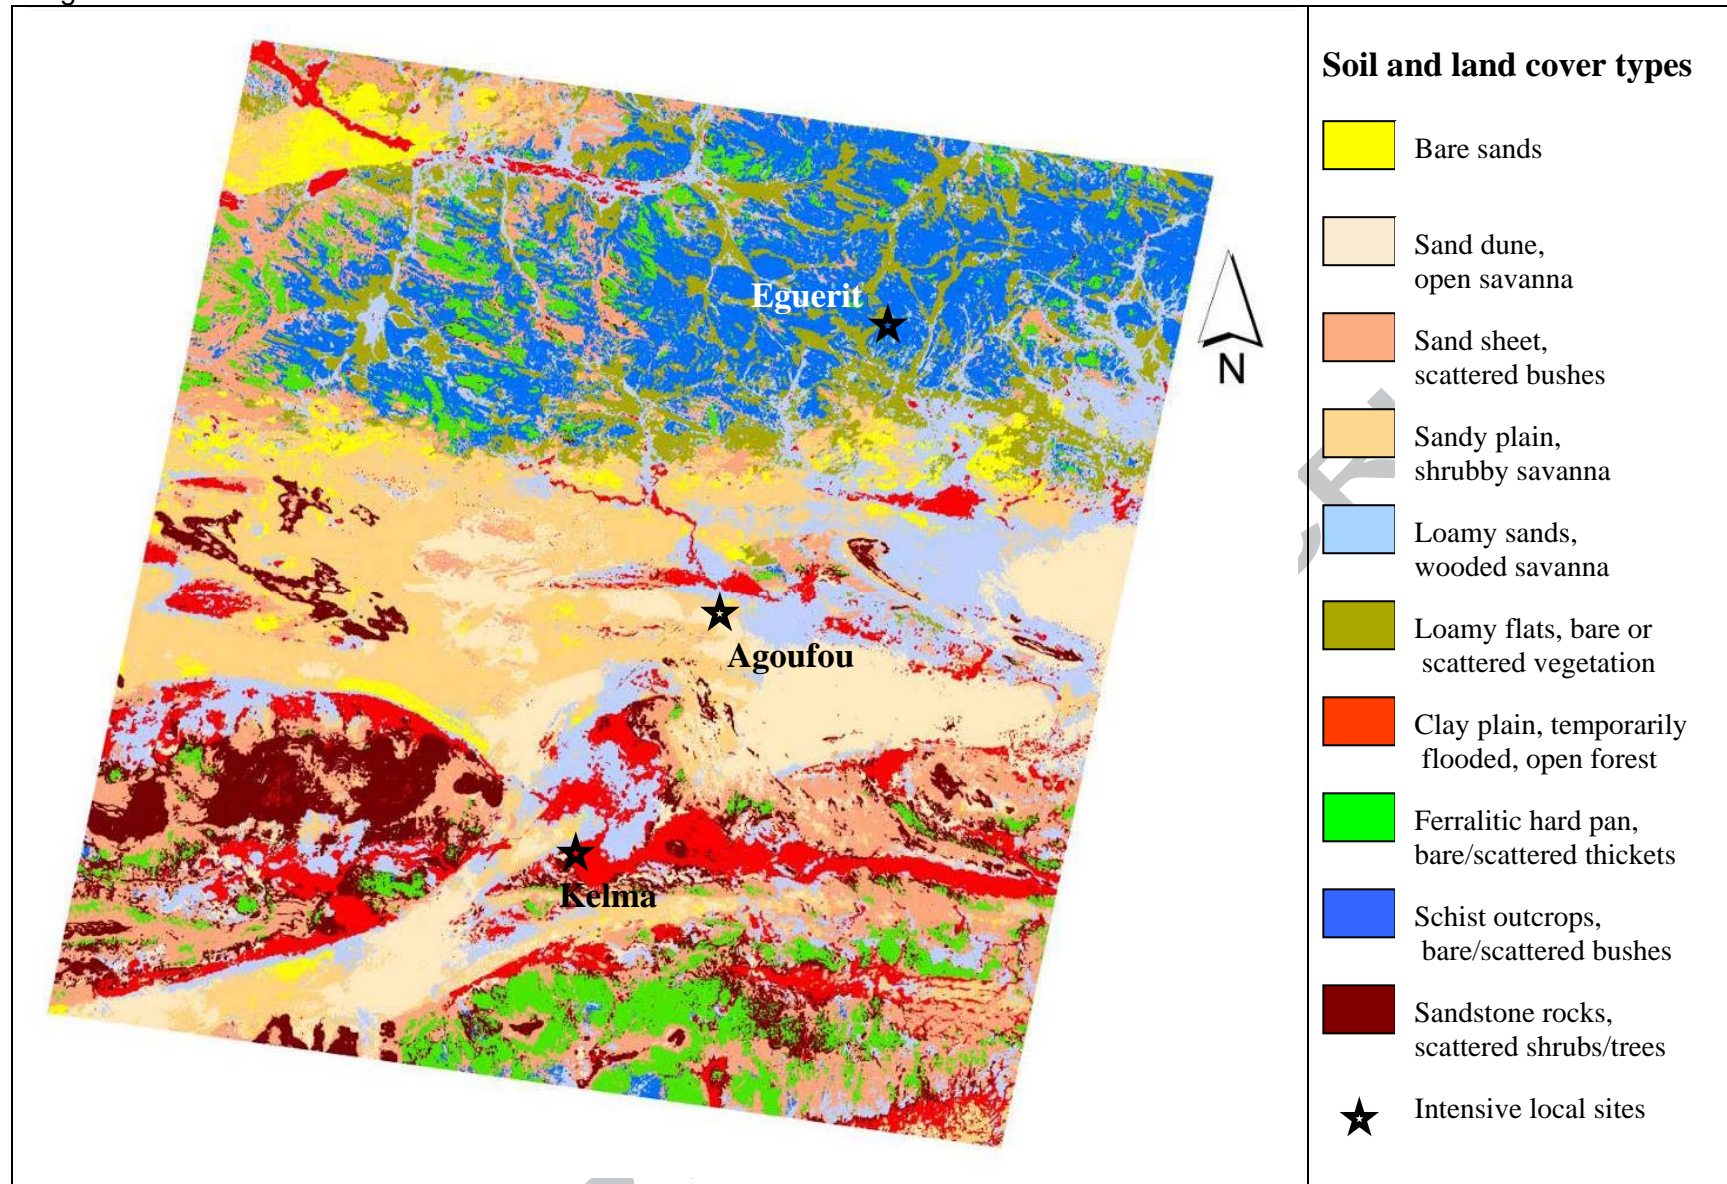 Soil and land cover types
Bare sands
Sand dune,
open savanna
Sand sheet,
scattered bushes
Sandy plain,
shrubby savanna
Loamy sands,
wooded savanna
Loamy flats, bare or
scattered vegetation
Clay plain, temporarily
flooded, open forest
Ferralitic hard pan,
bare/scattered thickets
Schist outcrops,
bare/scattered bushes
Sandstone rocks,
scattered shrubs/trees
Intensive local sites
Eguerit
N
Agoufou
Kelma